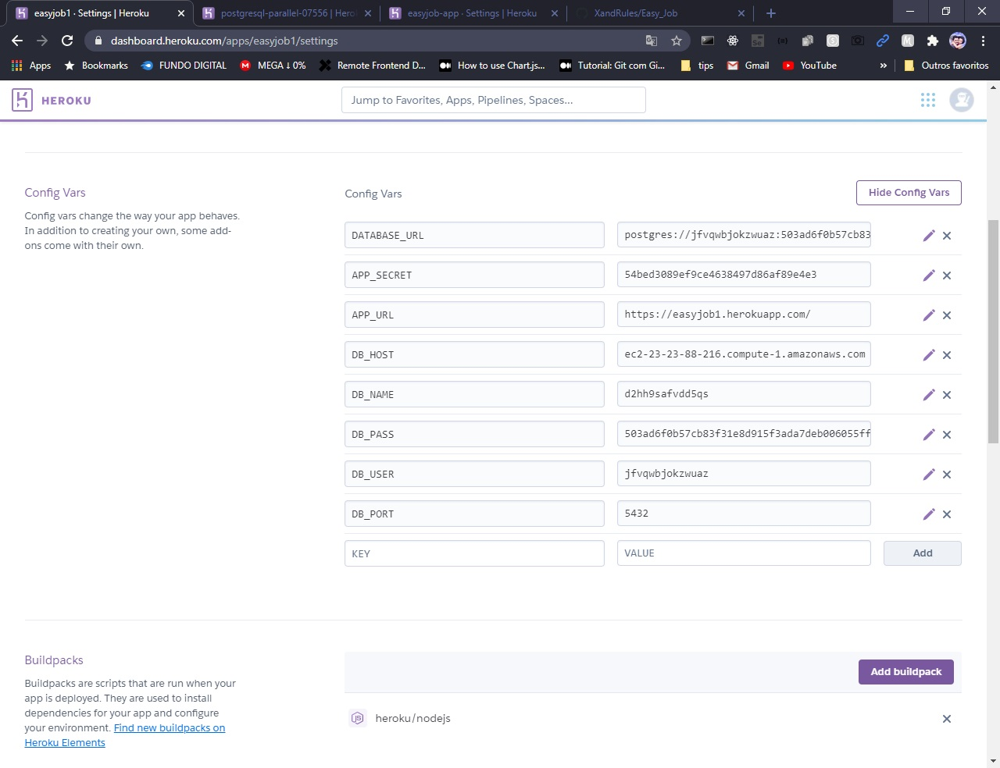 easyjob1 · Settings | Heroku
postgresql-parallel-07556 | Hero
easyjob-app · Settings | Heroku
XandRules/Easy_Job
dashboard.heroku.com/apps/easyjob1/settings
Apps
Bookmarks
FUNDO DIGITAL
MEGA ↓ 0%
Remote Frontend D...
How to use Chart.js...
Tutorial: Git com Gi...
tips
Gmail
YouTube
»
Outros favoritos
HEROKU
Jump to Favorites, Apps, Pipelines, Spaces...
Config Vars
Config vars change the way your app behaves.
In addition to creating your own, some add-
ons come with their own.
Config Vars
Hide Config Vars
DATABASE_URL
postgres://jfvqwbjokzwuaz:503ad6f0b57cb83
APP_SECRET
54bed3089ef9ce4638497d86af89e4e3
APP_URL
https://easyjob1.herokuapp.com/
DB_HOST
ec2-23-23-88-216.compute-1.amazonaws.com
DB_NAME
d2hh9safvdd5qs
DB_PASS
503ad6f0b57cb83f31e8d915f3ada7deb006055ff
DB_USER
jfvqwbjokzwuaz
DB_PORT
5432
KEY
VALUE
Add
Buildpacks
Buildpacks are scripts that are run when your
app is deployed. They are used to install
dependencies for your app and configure
your environment. Find new buildpacks on
Heroku Elements
Add buildpack
heroku/nodejs